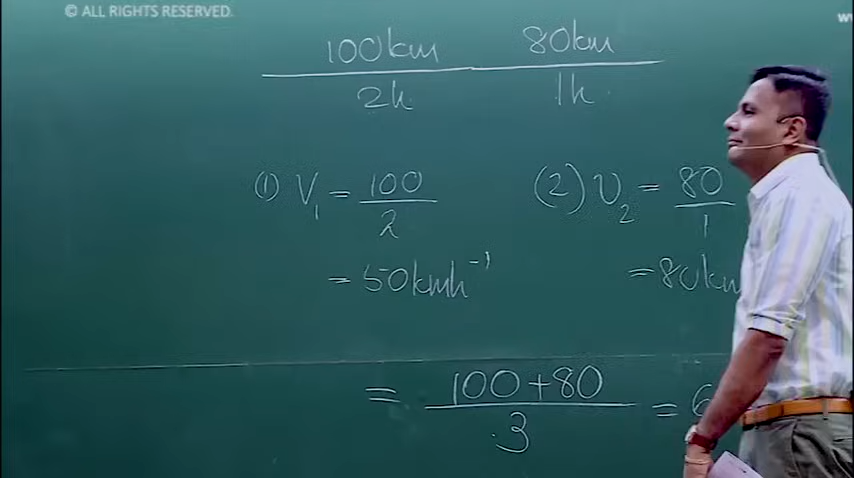 © ALL RIGHTS RESERVED.
100km 80km
2h 1h
① V₁ = 100/2 (2) v₂ = 80/1
= 50kmh⁻¹ = 80km
= 100+80/3 = 6